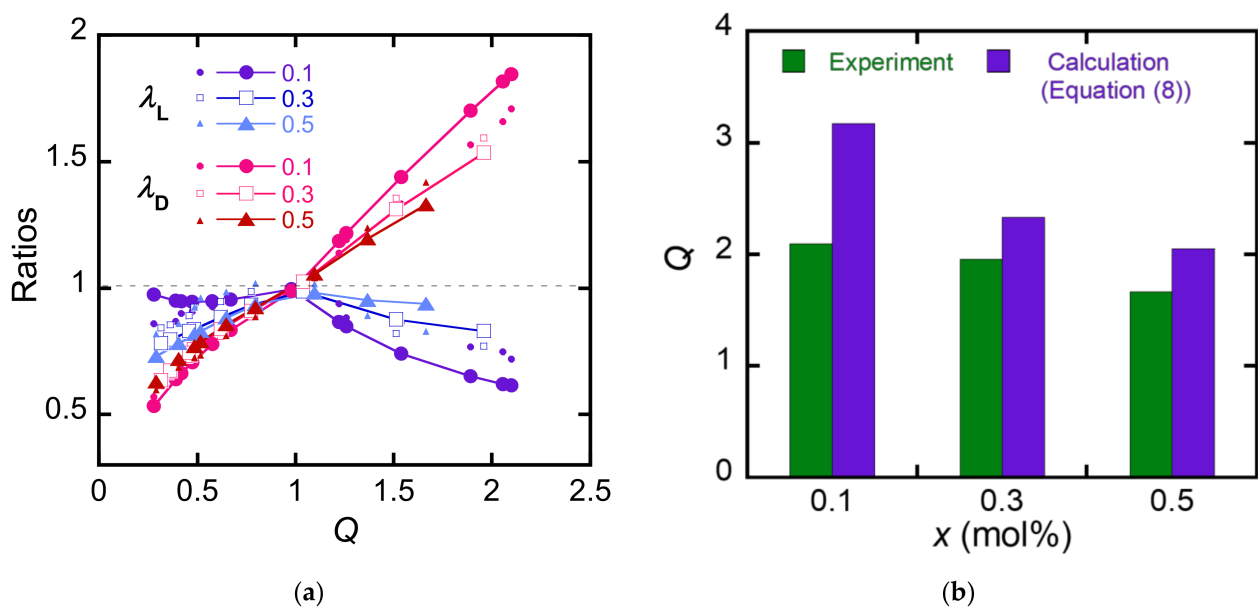 2
1.5
1
0.5
Ratios
0
0.5
1
1.5
2
2.5
Q
λL
0.1
0.3
0.5
λD
0.1
0.3
0.5
(a)
4
3
2
1
0
Q
Experiment
Calculation
(Equation (8))
0.1
0.3
0.5
x (mol%)
(b)